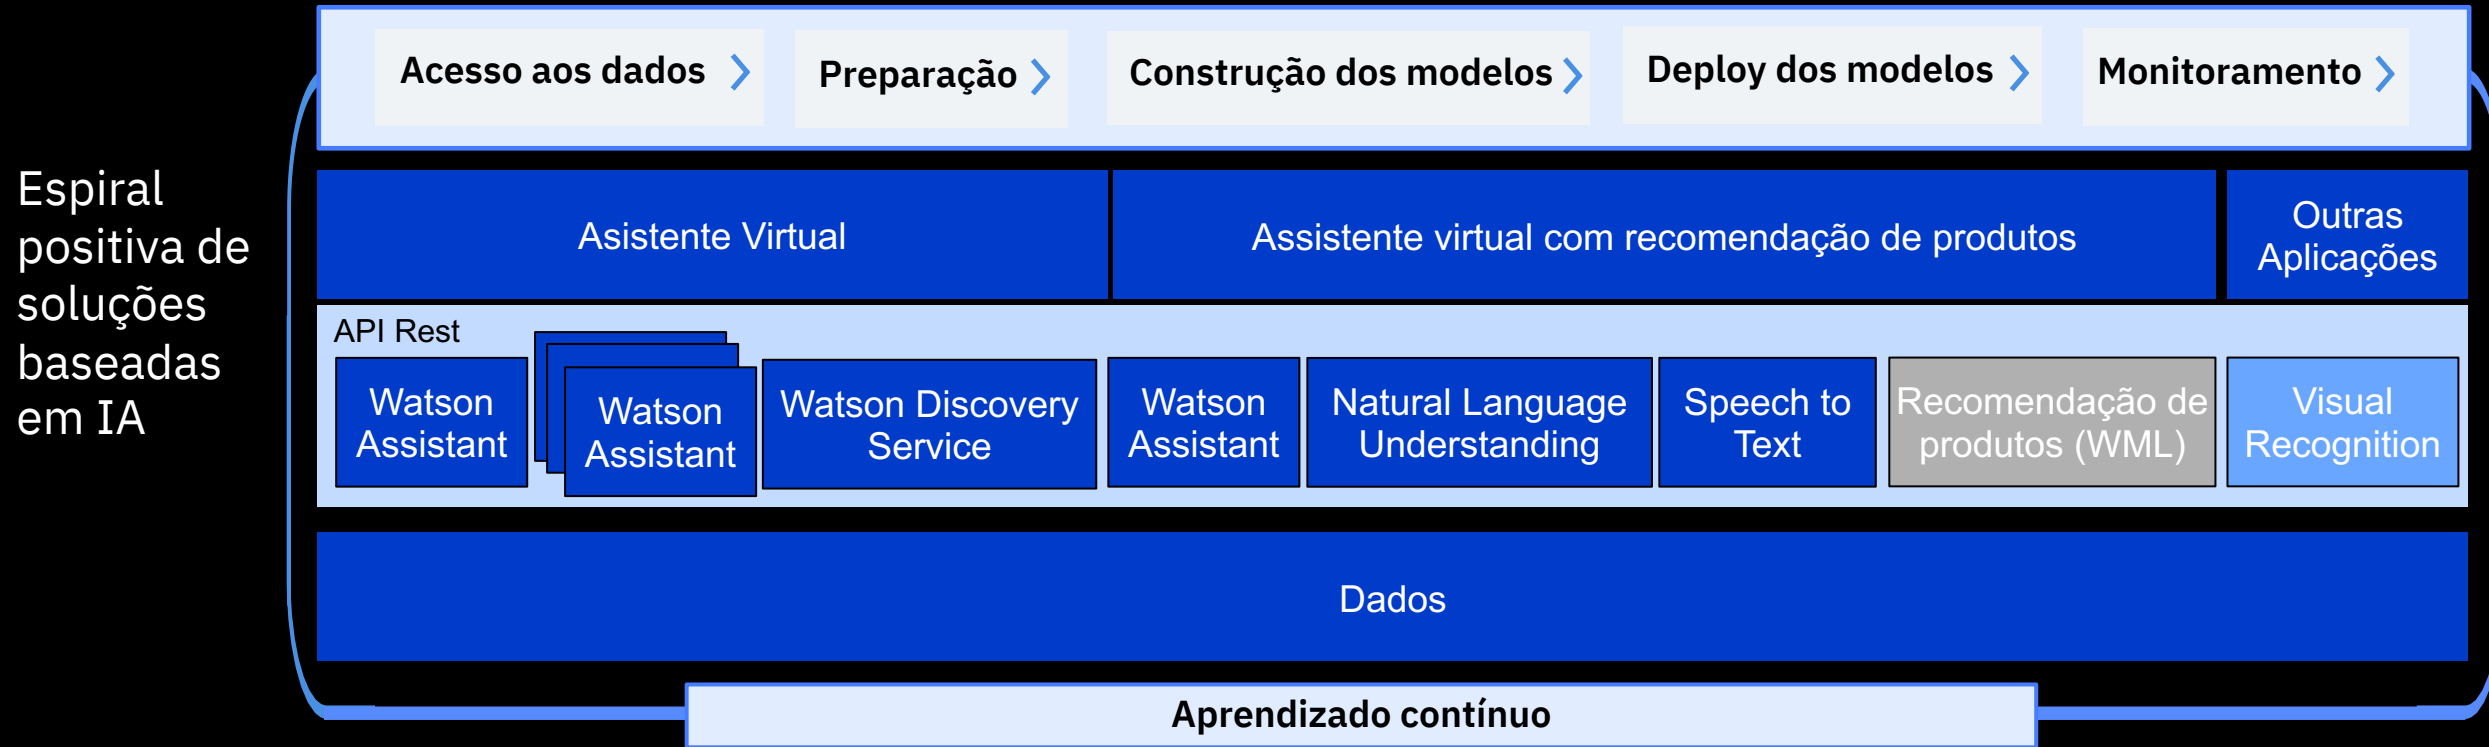 Acesso aos dados
Preparação
Construção dos modelos
Deploy dos modelos
Monitoramento
Espiral
positiva de
soluções
baseadas
em IA
Asistente Virtual
Assistente virtual com recomendação de produtos
Outras
Aplicações
API Rest
Watson
Assistant
Watson
Assistant
Watson Discovery
Service
Watson
Assistant
Natural Language
Understanding
Speech to
Text
Recomendação de
produtos (WML)
Visual
Recognition
Dados
Aprendizado contínuo